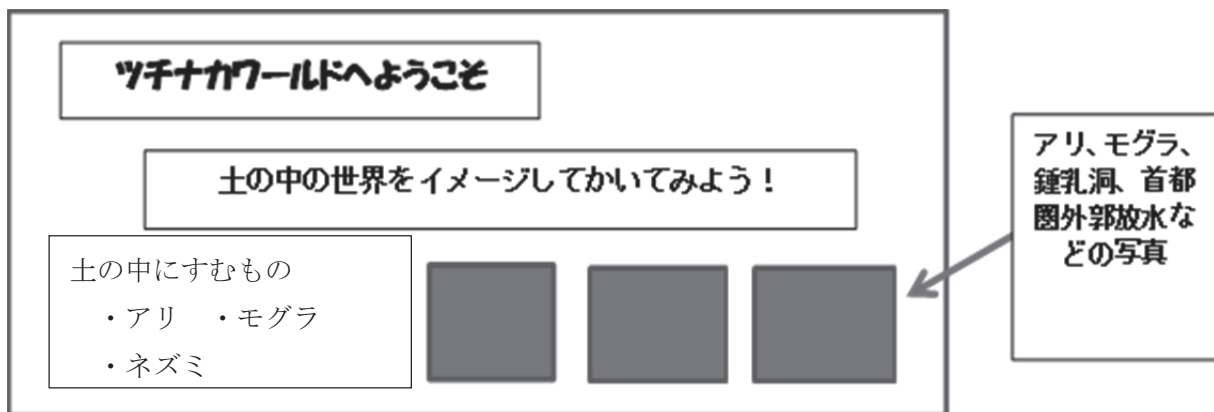 ツチナカワールドへようこそ
土の中の世界をイメージしてかいてみよう！
土の中にすむもの
・アリ　・モグラ
・ネズミ
アリ、モグラ、
鍾乳洞、首都
圏外郭放水な
どの写真